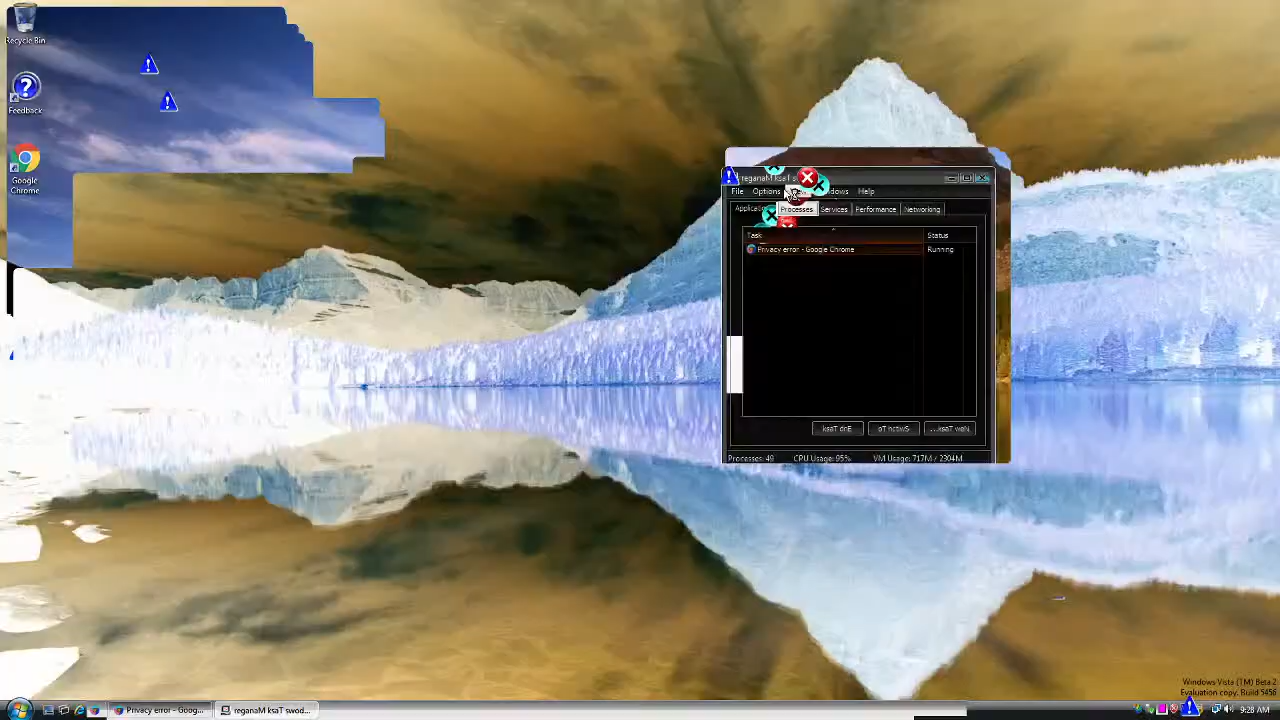 Recycle Bin
Feedback
Google
Chrome
reganaM ksaT s
File Options dows Help
Processes Services Performance Networking
Task Status
Privacy error - Google Chrome Running
ksaT dnE oT hctiwS ...ksaT weN
Processes: 49 CPU Usage: 95% VM Usage: 717M / 2304M
Windows Vista (TM) Beta 2
Evaluation copy. Build 5456
Privacy error - Goog... reganaM ksaT swod... 9:28 AM